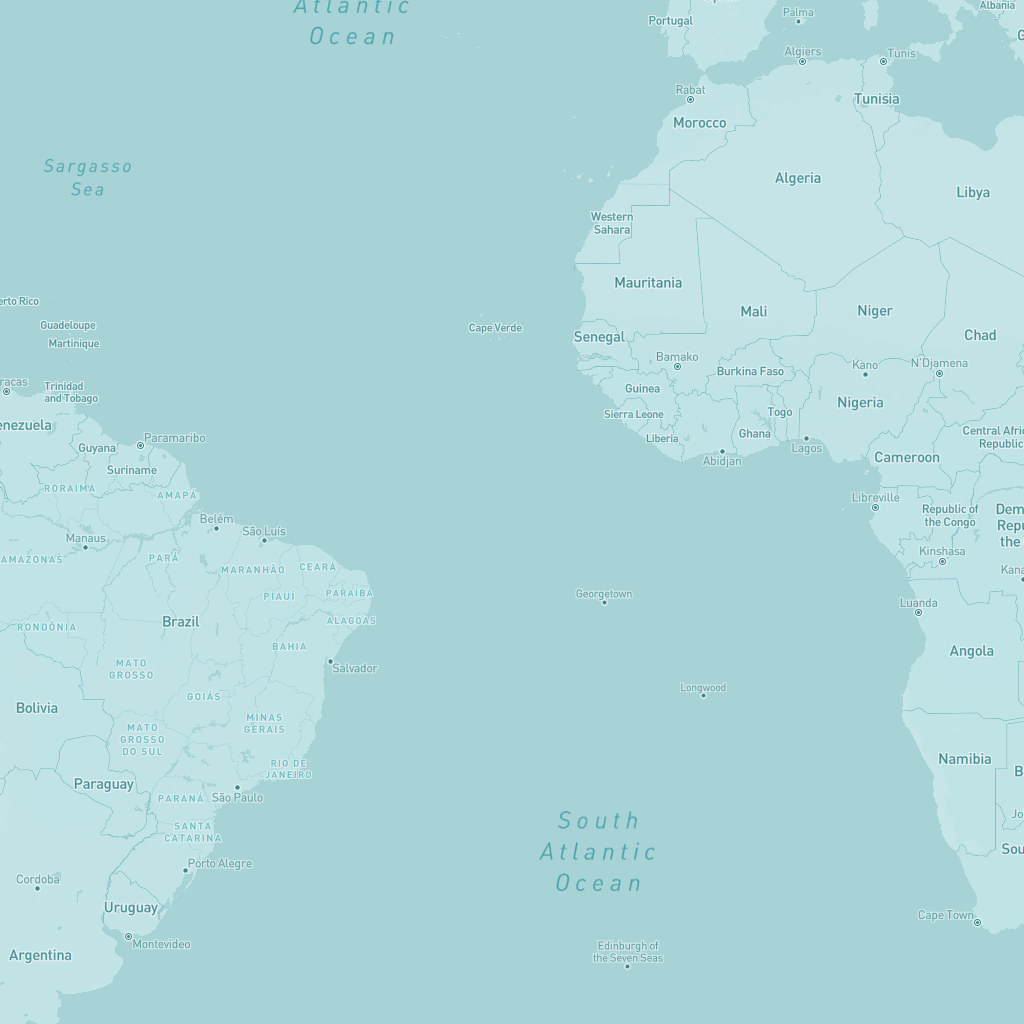 Atlantic
Ocean
Portugal
Palma
Albania
Algiers
Tunis
Rabat
Tunisia
Morocco
Sargasso
Sea
Algeria
Libya
Western
Sahara
Mauritania
erto Rico
Mali
Niger
Guadeloupe
Cape Verde
Martinique
Senegal
Chad
Bamako
Kano
N'Djamena
Burkina Faso
racas
Trinidad
and Tobago
Guinea
Nigeria
Sierra Leone
Togo
enezuela
Liberia
Ghana
Central Afri
Republic
Paramaribo
Guyana
Abidjan
Lagos
Cameroon
Suriname
RORAIMA
AMAPÁ
Libreville
Republic of
the Congo
Dem
Repu
the
Belém
São Luís
Manaus
Kinshasa
AMAZONAS
PARÁ
MARANHÃO
CEARÁ
Kana
PIAUÍ
PARAÍBA
Georgetown
Luanda
Brazil
RONDÔNIA
ALAGOAS
BAHIA
Angola
MATO
GROSSO
Salvador
GOIÁS
Longwood
Bolivia
MINAS
GERAIS
MATO
GROSSO
DO SUL
Namibia
RIO DE
JANEIRO
B
Paraguay
PARANÁ
São Paulo
Jo
South
Atlantic
Ocean
SANTA
CATARINA
Sou
Porto Alegre
Cordoba
Uruguay
Cape Town
Montevideo
Edinburgh of
the Seven Seas
Argentina